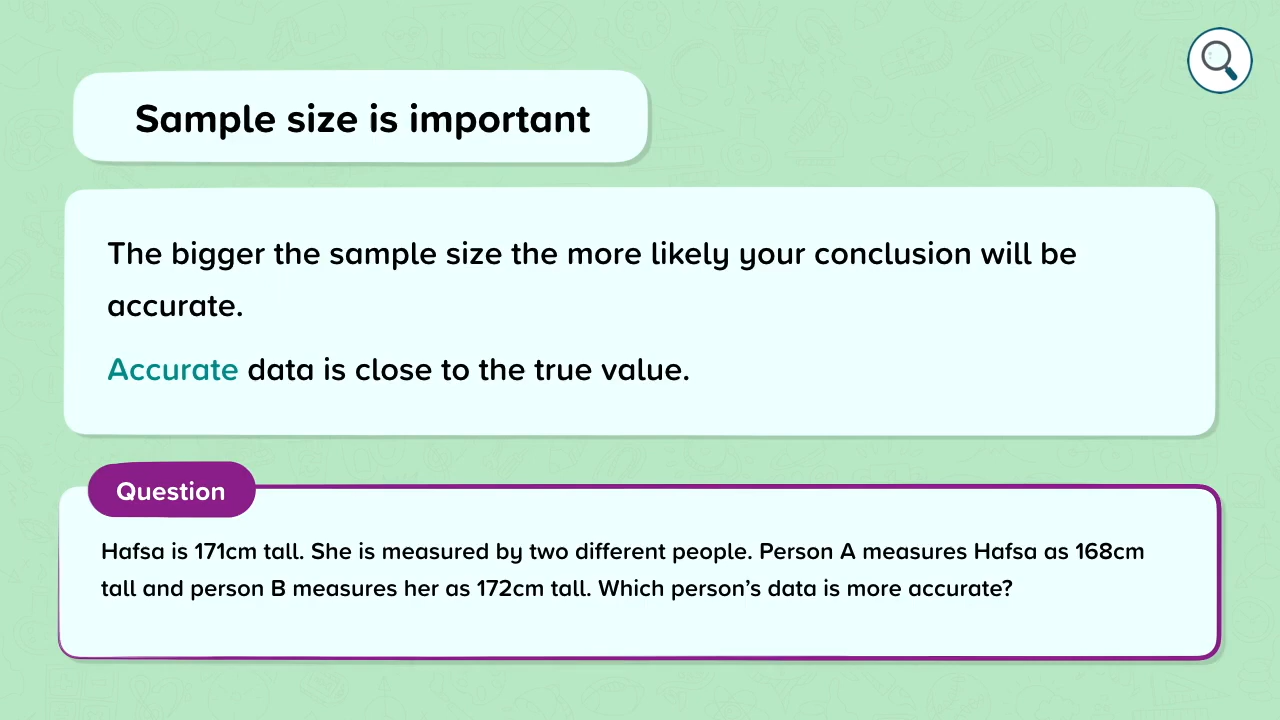 Sample size is important
The bigger the sample size the more likely your conclusion will be
accurate.
Accurate data is close to the true value.
Question
Hafsa is 171cm tall. She is measured by two different people. Person A measures Hafsa as 168cm
tall and person B measures her as 172cm tall. Which person’s data is more accurate?